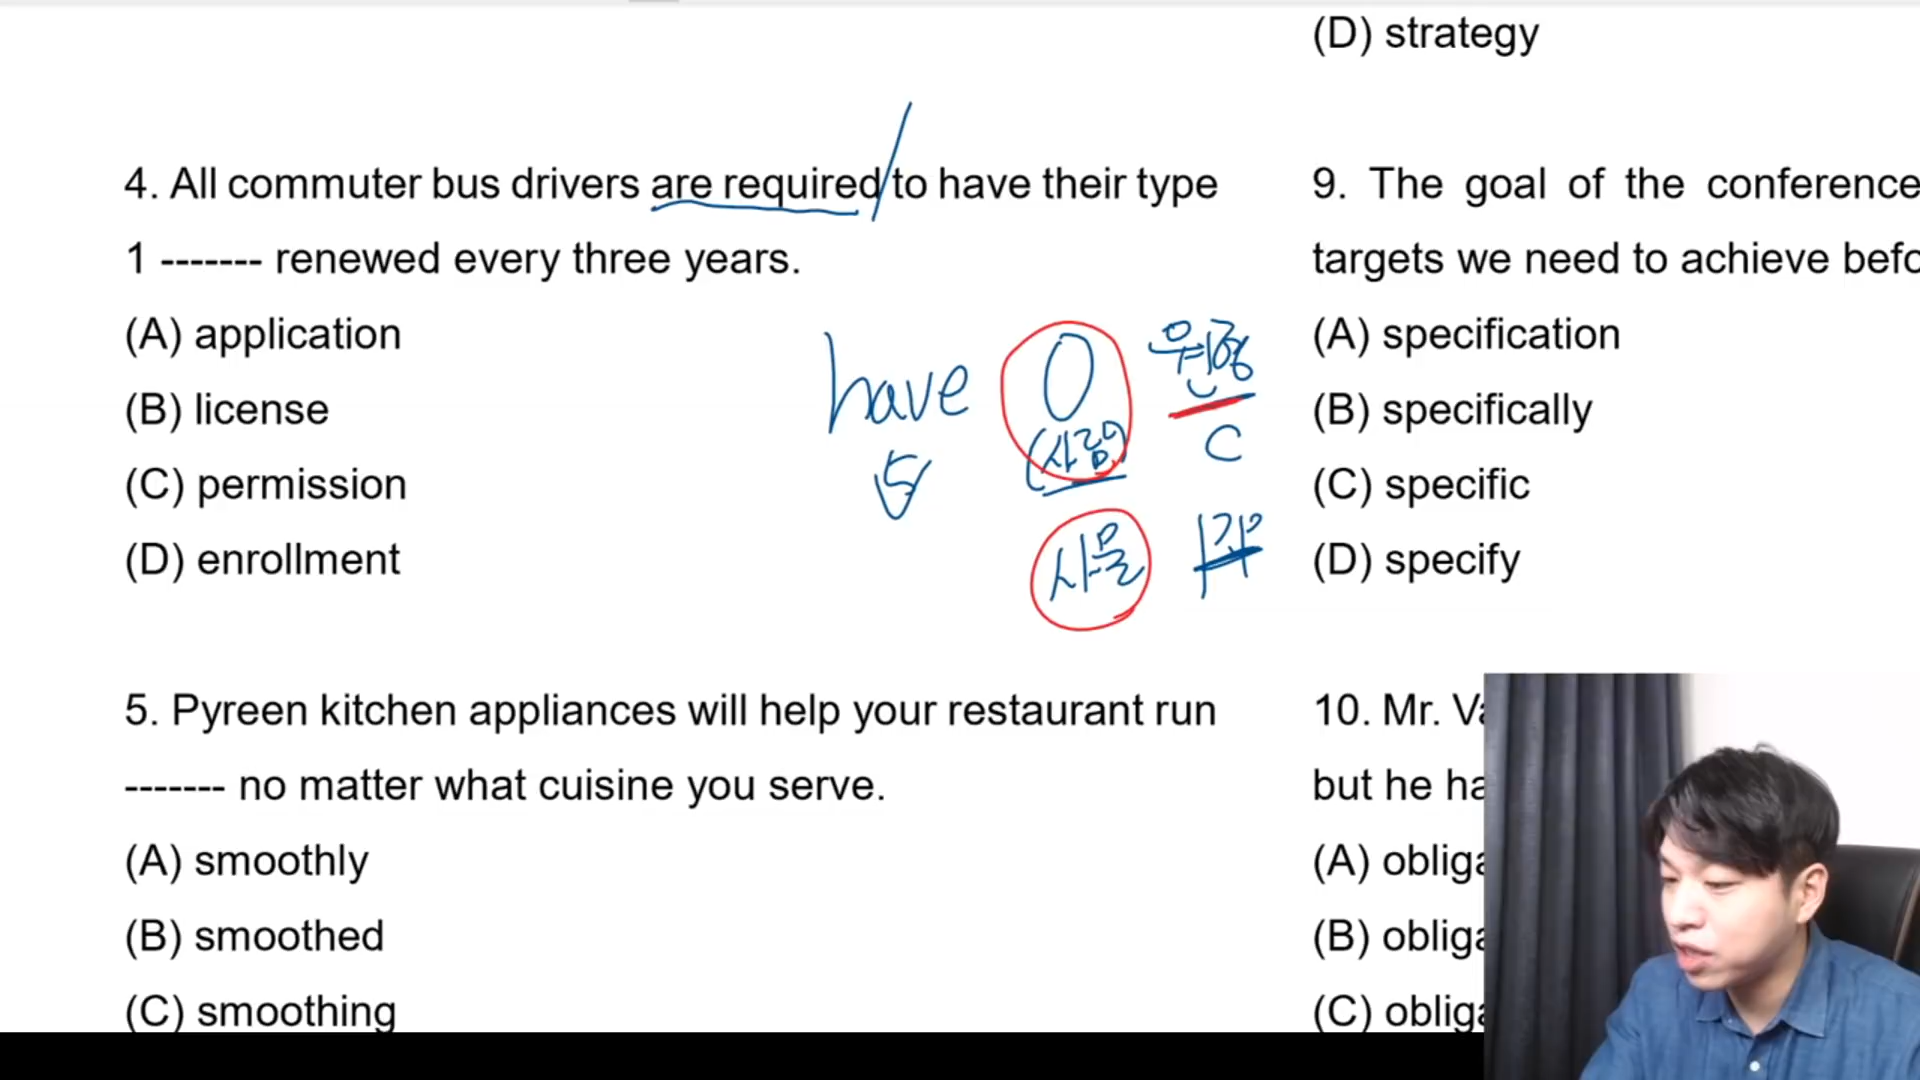 4. All commuter bus drivers are required to have their type
1 ------- renewed every three years.
(A) application
(B) license
(C) permission
(D) enrollment
have O 원형
(사람) C
5
사물
5. Pyreen kitchen appliances will help your restaurant run
------- no matter what cuisine you serve.
(A) smoothly
(B) smoothed
(C) smoothing
(D) strategy
9. The goal of the conference
targets we need to achieve befo
(A) specification
(B) specifically
(C) specific
(D) specify
10. Mr. Va
but he ha
(A) obliga
(B) obliga
(C) obliga